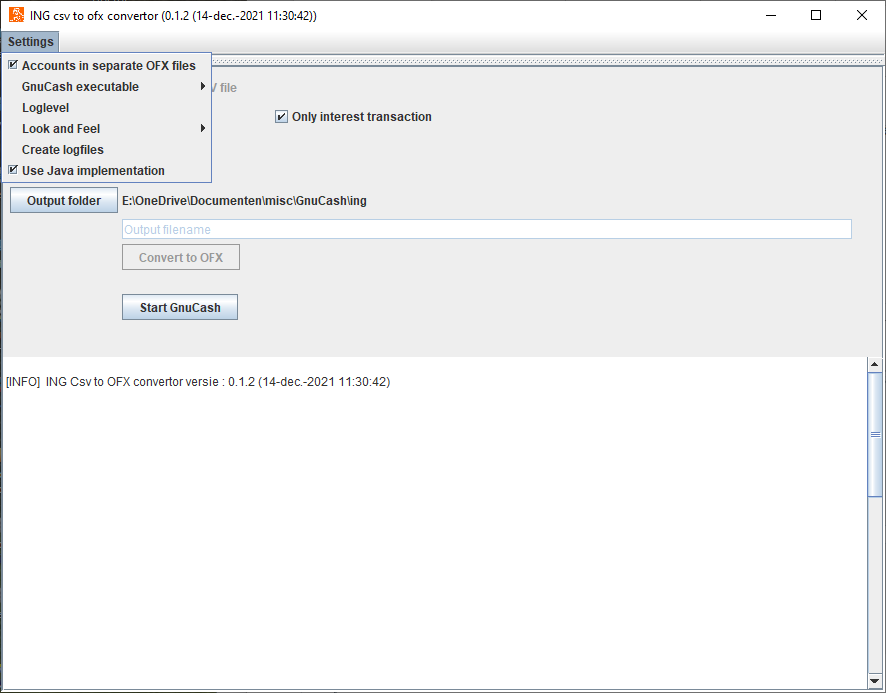 ING csv to ofx convertor (0.1.2 (14-dec.-2021 11:30:42))
Settings
Accounts in separate OFX files
GnuCash executable
V file
Loglevel
Only interest transaction
Look and Feel
Create logfiles
Use Java implementation
Output folder E:\OneDrive\Documenten\misc\GnuCash\ing
Output filename
Convert to OFX
Start GnuCash
[INFO] ING Csv to OFX convertor versie : 0.1.2 (14-dec.-2021 11:30:42)